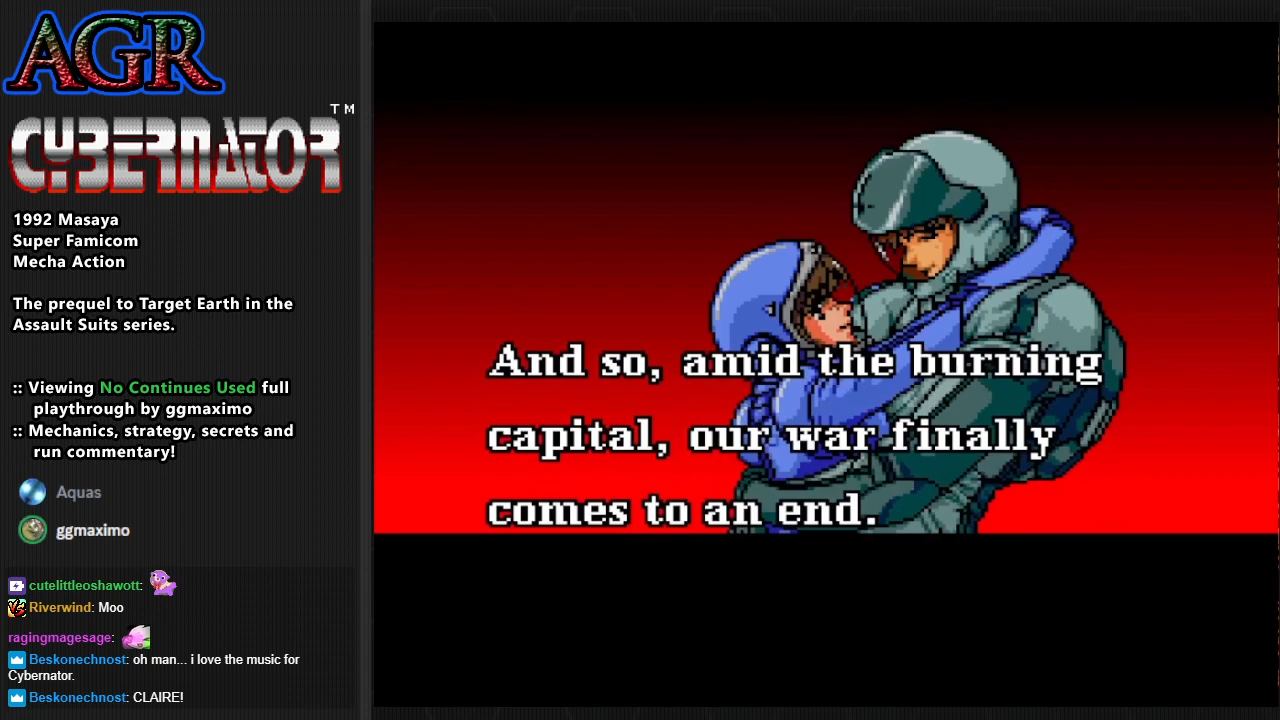 AGR
CYBERNATOR TM
1992 Masaya
Super Famicom
Mecha Action
The prequel to Target Earth in the
Assault Suits series.
:: Viewing No Continues Used full
playthrough by ggmaximo
:: Mechanics, strategy, secrets and
run commentary!
Aquas
ggmaximo
cutelittleoshawott:
Riverwind: Moo
ragingmagesage:
Beskonechnost: oh man... i love the music for
Cybernator.
Beskonechnost: CLAIRE!
And so, amid the burning
capital, our war finally
comes to an end.